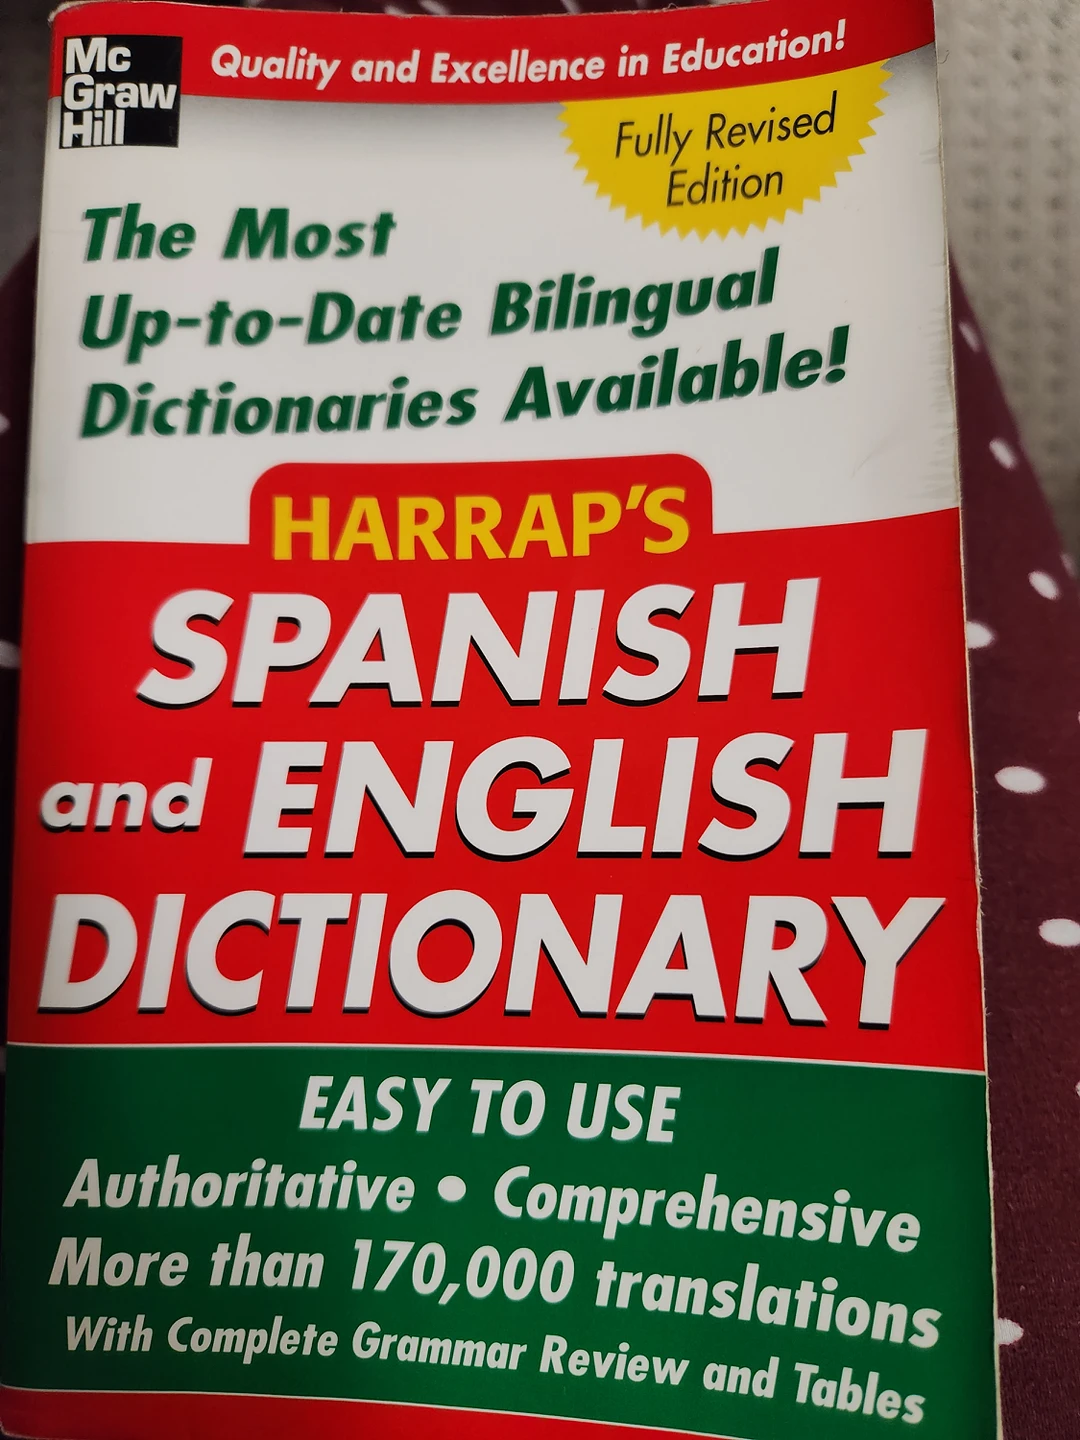 Mc
Graw
Hill
Quality and Excellence in Education!
Fully Revised
Edition
The Most
Up-to-Date Bilingual
Dictionaries Available!
HARRAP'S
SPANISH
and ENGLISH
DICTIONARY
EASY TO USE
Authoritative • Comprehensive
More than 170,000 translations
With Complete Grammar Review and Tables